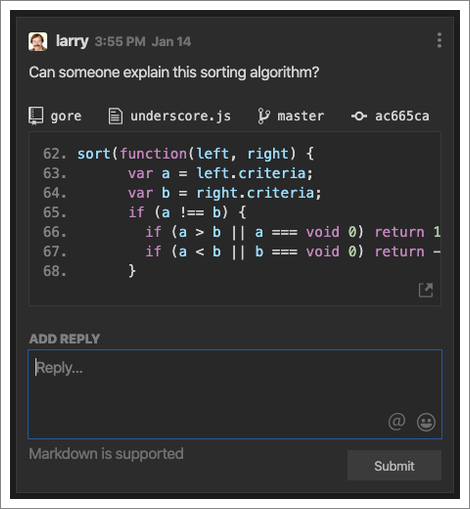 larry 3:55 PM Jan 14
Can someone explain this sorting algorithm?
gore underscore.js master ac665ca
62. sort(function(left, right) {
63. var a = left.criteria;
64. var b = right.criteria;
65. if (a !== b) {
66. if (a > b || a === void 0) return 1
67. if (a < b || b === void 0) return -
68. }
ADD REPLY
Reply...
@
Markdown is supported
Submit